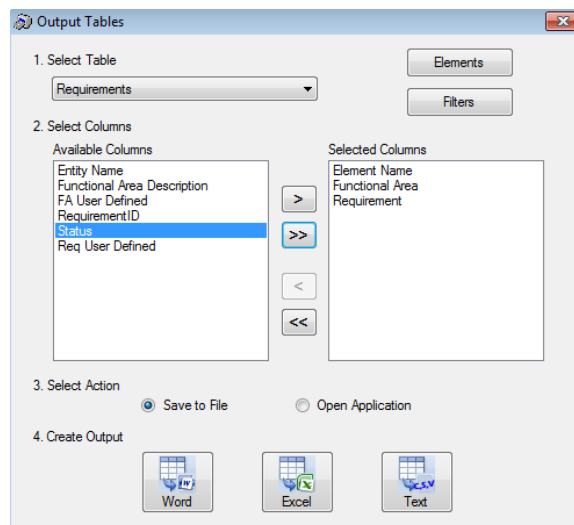 Output Tables
1. Select Table
Elements
Requirements
Filters
2. Select Columns
Available Columns
Selected Columns
Entity Name
Functional Area Description
FA User Defined
RequirementID
Status
Req User Defined
>
>>
<
<<
Element Name
Functional Area
Requirement
3. Select Action
Save to File
Open Application
4. Create Output
W
Word
X
Excel
c,s,v
Text